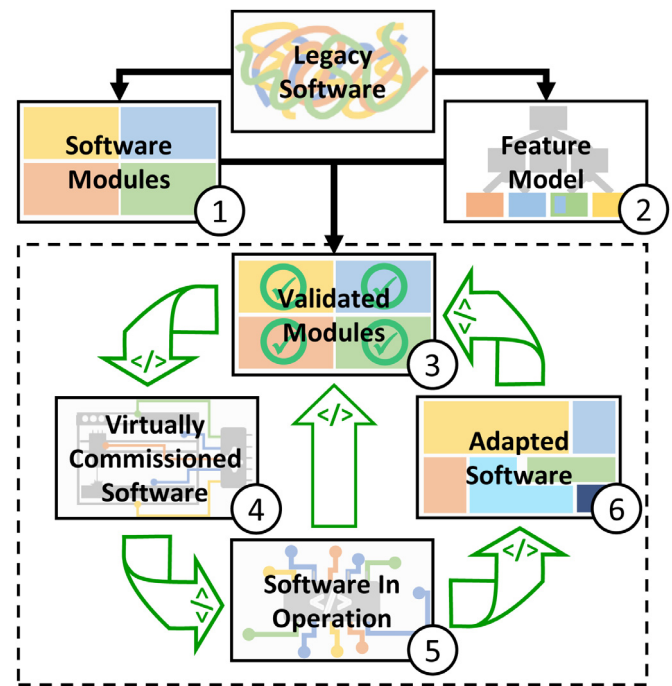 Legacy
Software
Software
Modules
1
Feature
Model
2
Validated
Modules
3
</>
</>
</>
Virtually
Commissioned
Software
4
Adapted
Software
6
</>
</>
Software In
Operation
</>
5